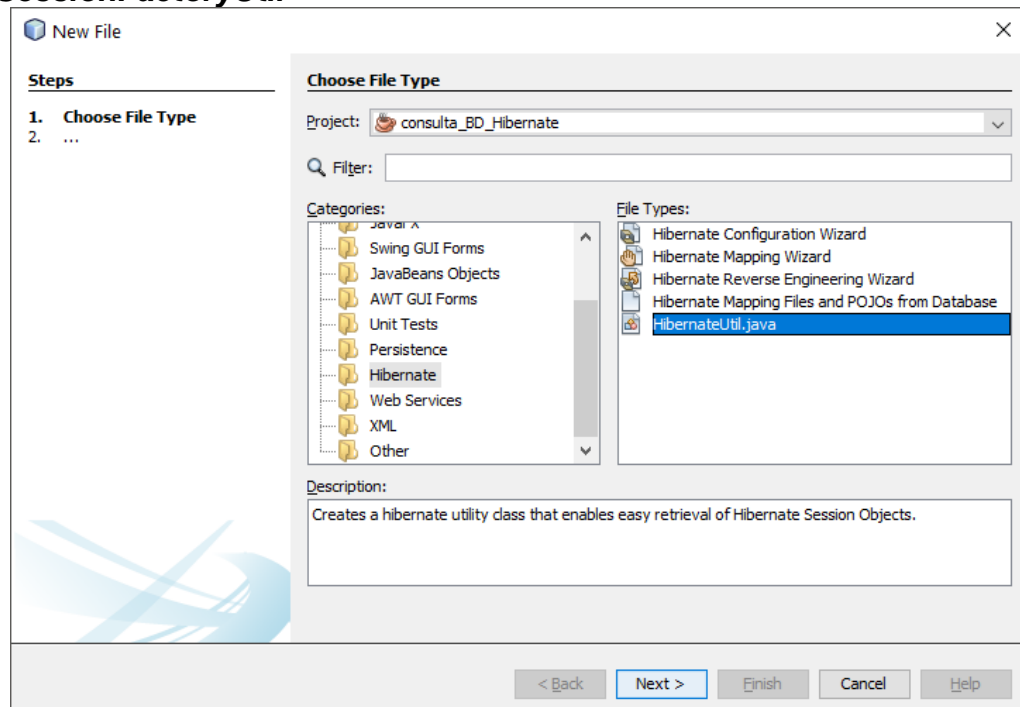 New File
Steps
1. Choose File Type
2. ...
Choose File Type
Project: consulta_BD_Hibernate
Filter:
Categories:
Swing GUI Forms
JavaBeans Objects
AWT GUI Forms
Unit Tests
Persistence
Hibernate
Web Services
XML
Other
File Types:
Hibernate Configuration Wizard
Hibernate Mapping Wizard
Hibernate Reverse Engineering Wizard
Hibernate Mapping Files and POJOs from Database
HibernateUtil.java
Description:
Creates a hibernate utility class that enables easy retrieval of Hibernate Session Objects.
< Back
Next >
Finish
Cancel
Help